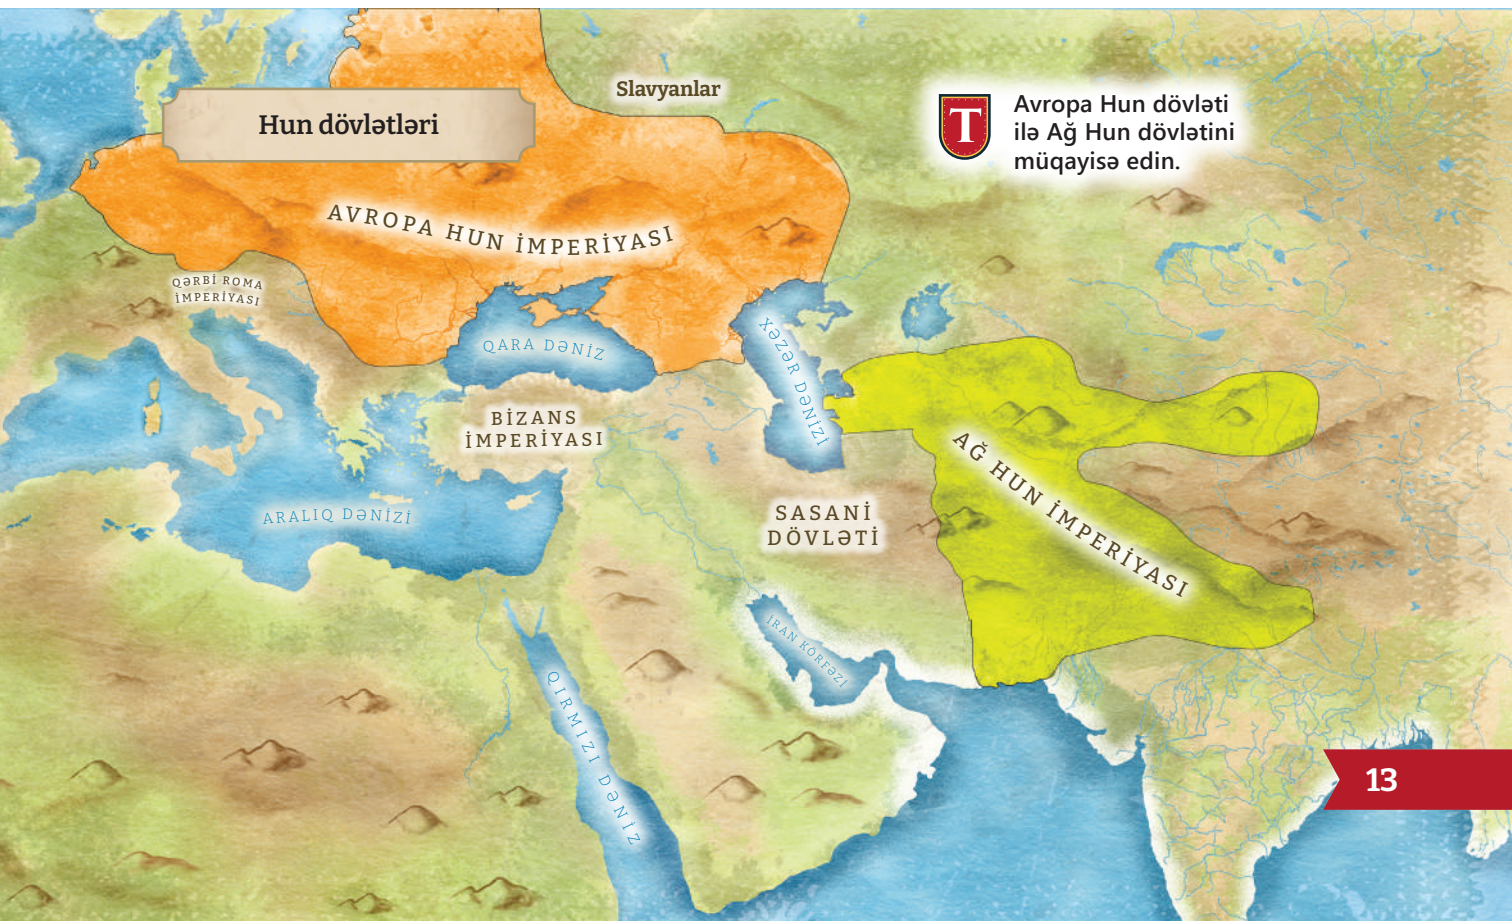 Hun dövlətləri
Slavyanlar
T
Avropa Hun dövləti
ilə Ağ Hun dövlətini
müqayisə edin.
AVROPA HUN İMPERİYASI
QƏRBİ ROMA
İMPERİYASI
QARA DƏNİZ
XƏZƏR DƏNİZİ
BİZANS
İMPERİYASI
AĞ HUN İMPERİYASI
ARALIQ DƏNİZİ
SASANİ
DÖVLƏTİ
İRAN KÖRFƏZİ
QIRMIZI DƏNİZ
13